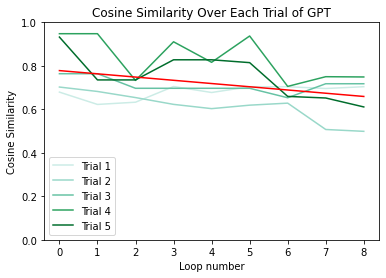 Cosine Similarity Over Each Trial of GPT
1.0
0.8
0.6
0.4
0.2
0.0
Cosine Similarity
Trial 1
Trial 2
Trial 3
Trial 4
Trial 5
0 1 2 3 4 5 6 7 8
Loop number